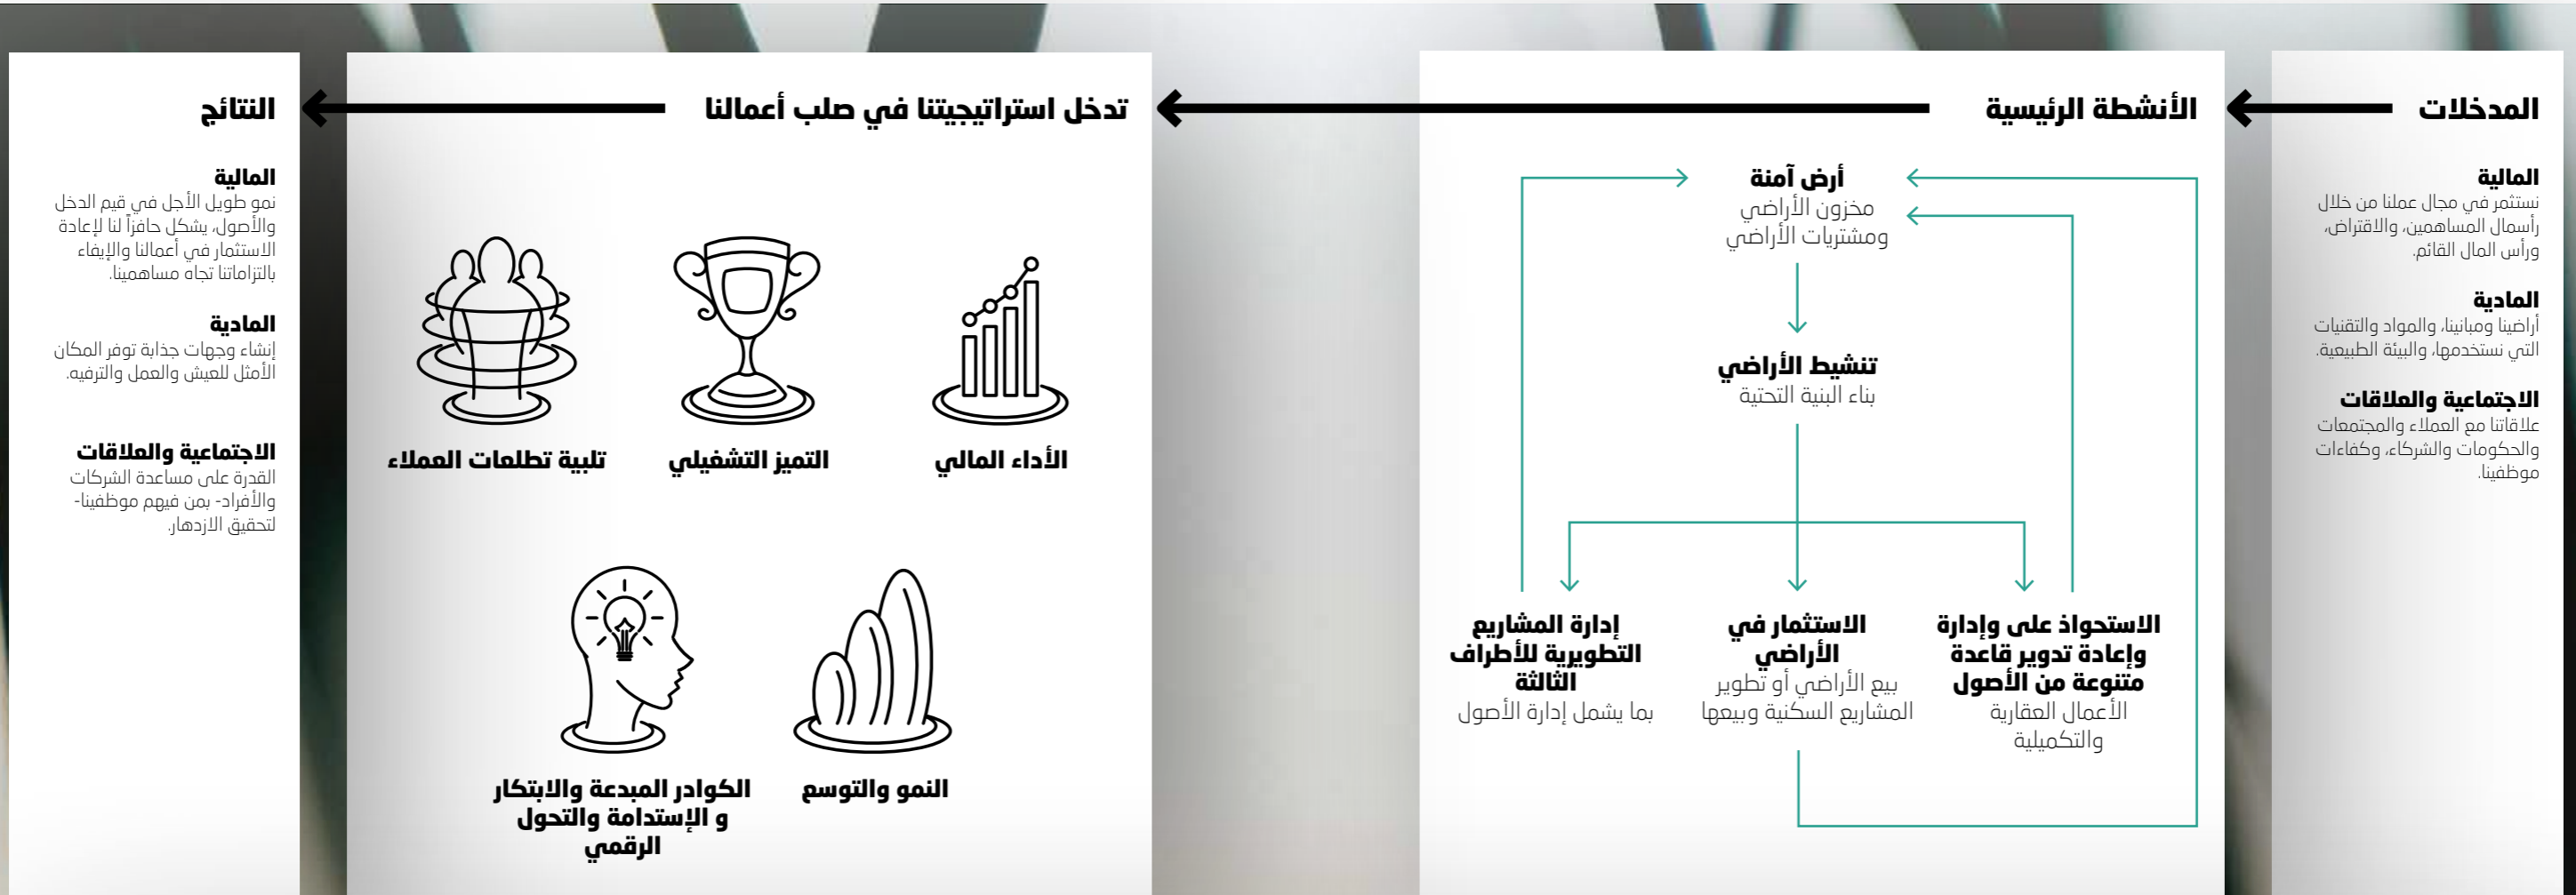 المدخلات
المالية
نستثمر في مجال عملنا من خلال
رأسمال المساهمين، والاقتراض،
ورأس المال القائم.
المادية
أراضينا ومبانينا، والمواد والتقنيات
التي نستخدمها، والبيئة الطبيعية.
الاجتماعية والعلاقات
علاقاتنا مع العملاء والمجتمعات
والحكومات والشركاء، وكفاءات
موظفينا.
الأنشطة الرئيسية
أرض آمنة
مخزون الأراضي
ومشتريات الأراضي
تنشيط الأراضي
بناء البنية التحتية
الاستحواذ على وإدارة
وإعادة تدوير قاعدة
متنوعة من الأصول
الأعمال العقارية
والتكميلية
الاستثمار في
الأراضي
بيع الأراضي أو تطوير
المشاريع السكنية وبيعها
إدارة المشاريع
التطويرية للأطراف
الثالثة
بما يشمل إدارة الأصول
تدخل استراتيجيتنا في صلب أعمالنا
الأداء المالي
التميز التشغيلي
تلبية تطلعات العملاء
النمو والتوسع
الكوادر المبدعة والابتكار
و الإستدامة والتحول
الرقمي
النتائج
المالية
نمو طويل الأجل في قيم الدخل
والأصول، يشكل حافزاً لنا لإعادة
الاستثمار في أعمالنا والإيفاء
بالتزاماتنا تجاه مساهمينا.
المادية
إنشاء وجهات جذابة توفر المكان
الأمثل للعيش والعمل والترفيه.
الاجتماعية والعلاقات
القدرة على مساعدة الشركات
والأفراد- بمن فيهم موظفينا-
لتحقيق الازدهار.